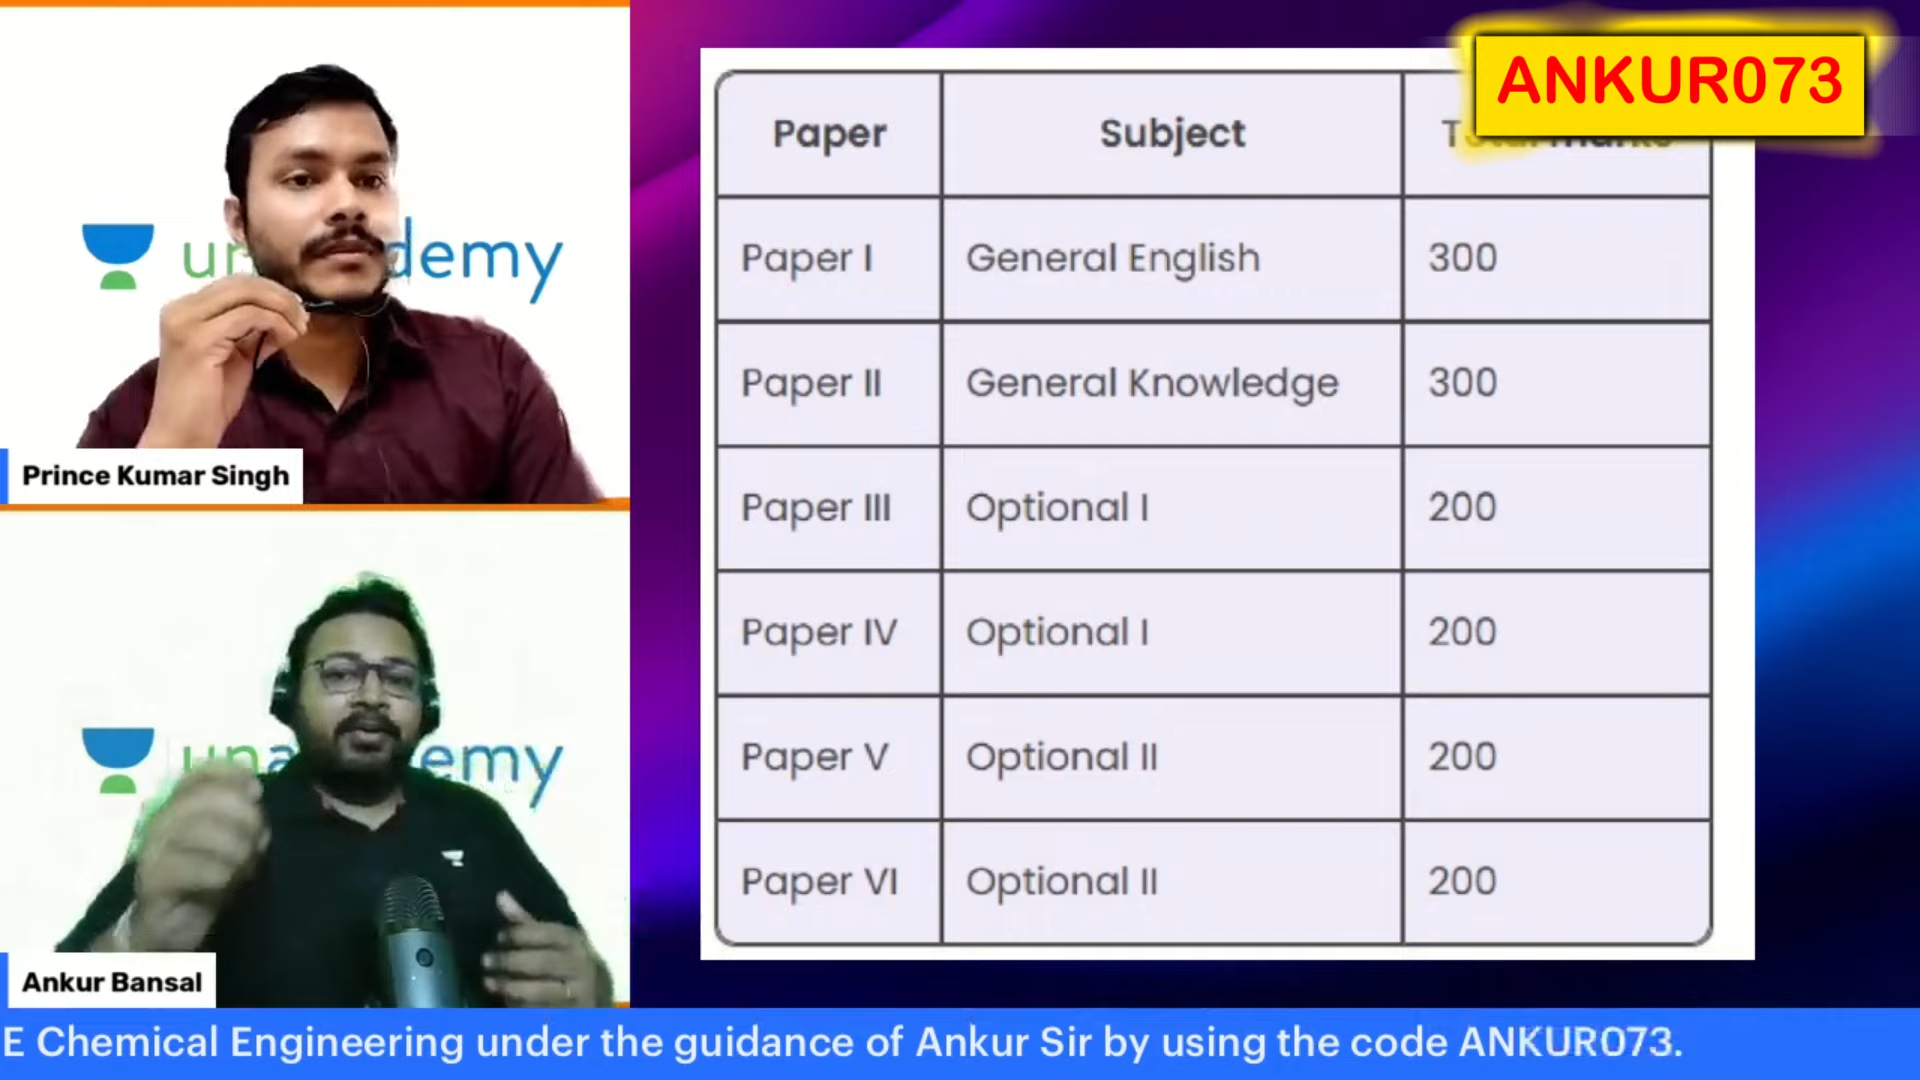 ANKUR073
Paper Subject Total marks
Paper I General English 300
Paper II General Knowledge 300
Paper III Optional I 200
Paper IV Optional I 200
Paper V Optional II 200
Paper VI Optional II 200
Prince Kumar Singh
Ankur Bansal
E Chemical Engineering under the guidance of Ankur Sir by using the code ANKUR073.